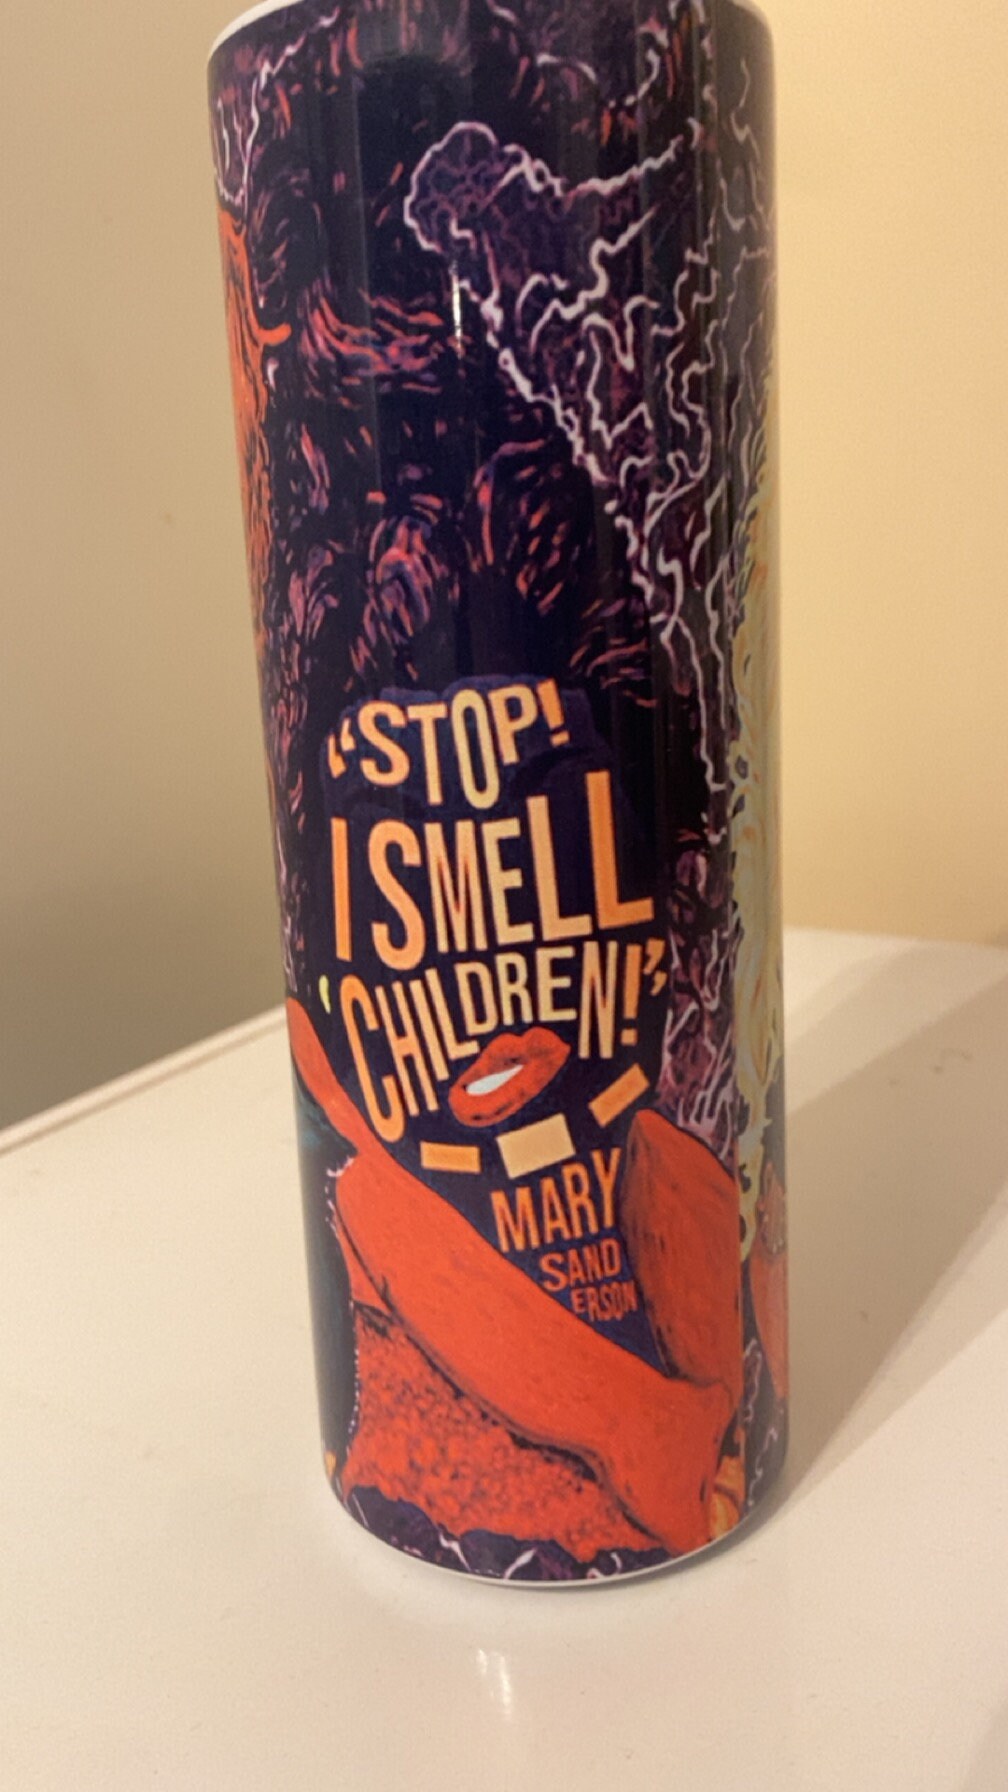 “STOP!
I SMELL
CHILDREN!”
MARY
SAND
ERSON